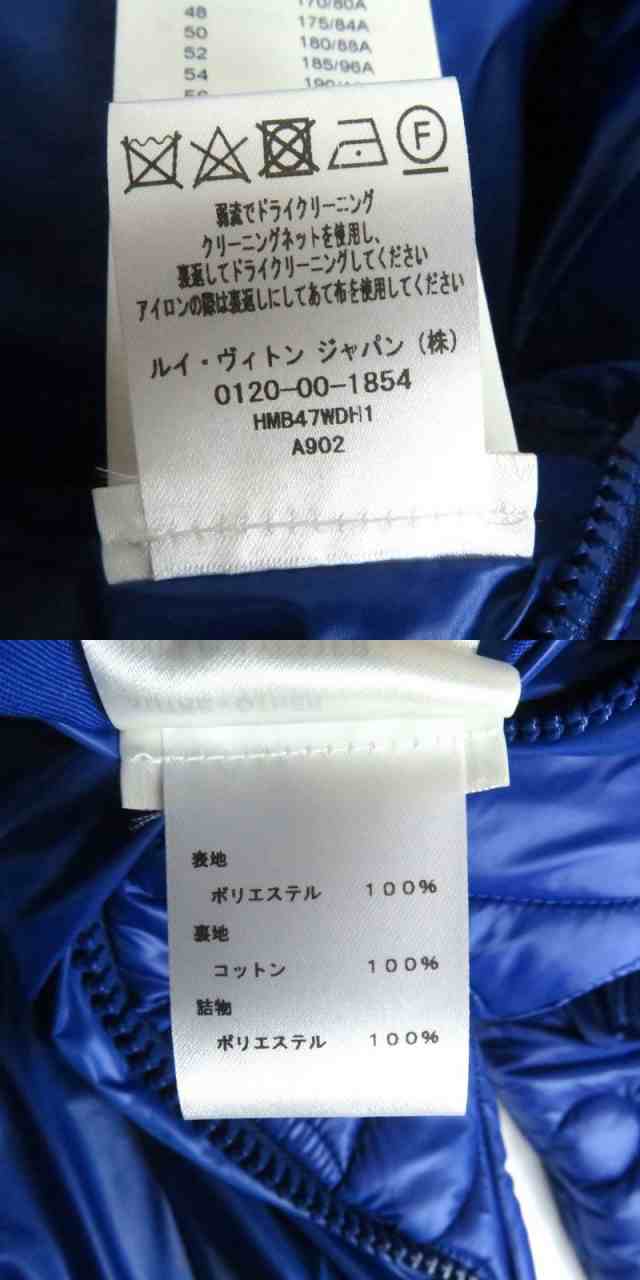 48 170/80A
50 175/84A
52 180/88A
54 185/96A
F
弱流でドライクリーニング
クリーニングネットを使用し、
裏返してドライクリーニングしてください
アイロンの際は裏返しにしてあて布を使用してください
ルイ・ヴィトン ジャパン（株）
0120-00-1854
HMB47WDH1
A902
表地
ポリエステル 100%
裏地
コットン 100%
詰物
ポリエステル 100%